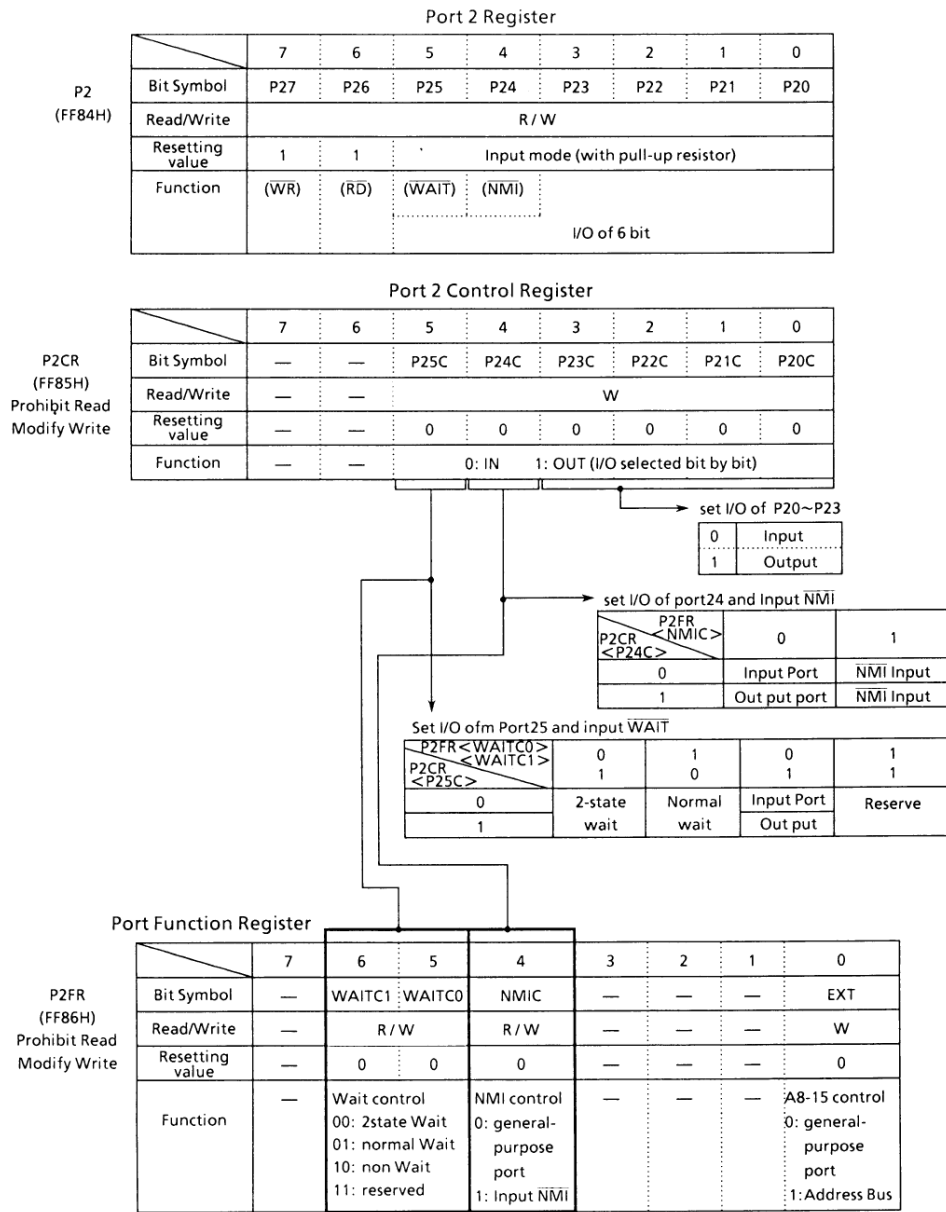 Port 2 Register
7 6 5 4 3 2 1 0
P2
(FF84H)
Bit Symbol P27 P26 P25 P24 P23 P22 P21 P20
Read/Write R / W
Resetting value 1 1 Input mode (with pull-up resistor)
Function (WR) (RD) (WAIT) (NMI)
I/O of 6 bit
Port 2 Control Register
7 6 5 4 3 2 1 0
P2CR
(FF85H)
Prohibit Read
Modify Write
Bit Symbol — — P25C P24C P23C P22C P21C P20C
Read/Write — — W
Resetting value — — 0 0 0 0 0 0
Function — — 0: IN 1: OUT (I/O selected bit by bit)
set I/O of P20~P23
0 Input
1 Output
set I/O of port24 and Input NMI
P2FR
<NMIC>
P2CR
<P24C>
0 1
0 Input Port NMI Input
1 Out put port NMI Input
Set I/O ofm Port25 and input WAIT
P2FR<WAITC0> 0 1 0 1
<WAITC1> 1 0 1 1
P2CR
<P25C>
0 2-state wait Normal wait Input Port Reserve
1 Out put
Port Function Register
7 6 5 4 3 2 1 0
P2FR
(FF86H)
Prohibit Read
Modify Write
Bit Symbol — WAITC1 WAITC0 NMIC — — — EXT
Read/Write — R / W R / W — — — W
Resetting value — 0 0 0 — — — 0
Function — Wait control NMI control — — — A8-15 control
00: 2state Wait 0: general- 0: general-
01: normal Wait purpose purpose
10: non Wait port port
11: reserved 1: Input NMI 1: Address Bus